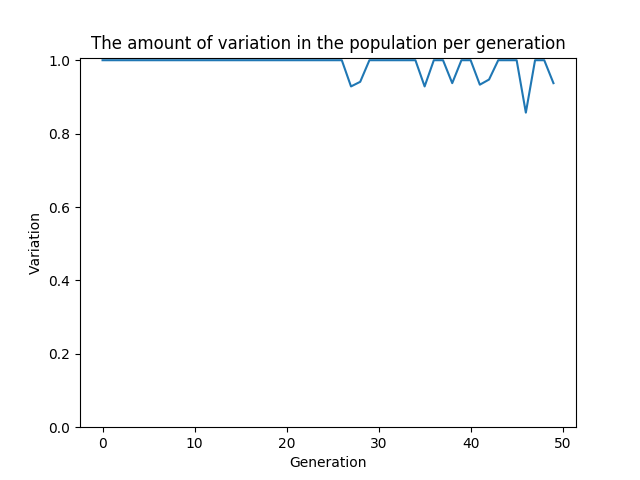 The amount of variation in the population per generation
1.0
0.8
0.6
0.4
0.2
0.0
Variation
0 10 20 30 40 50
Generation